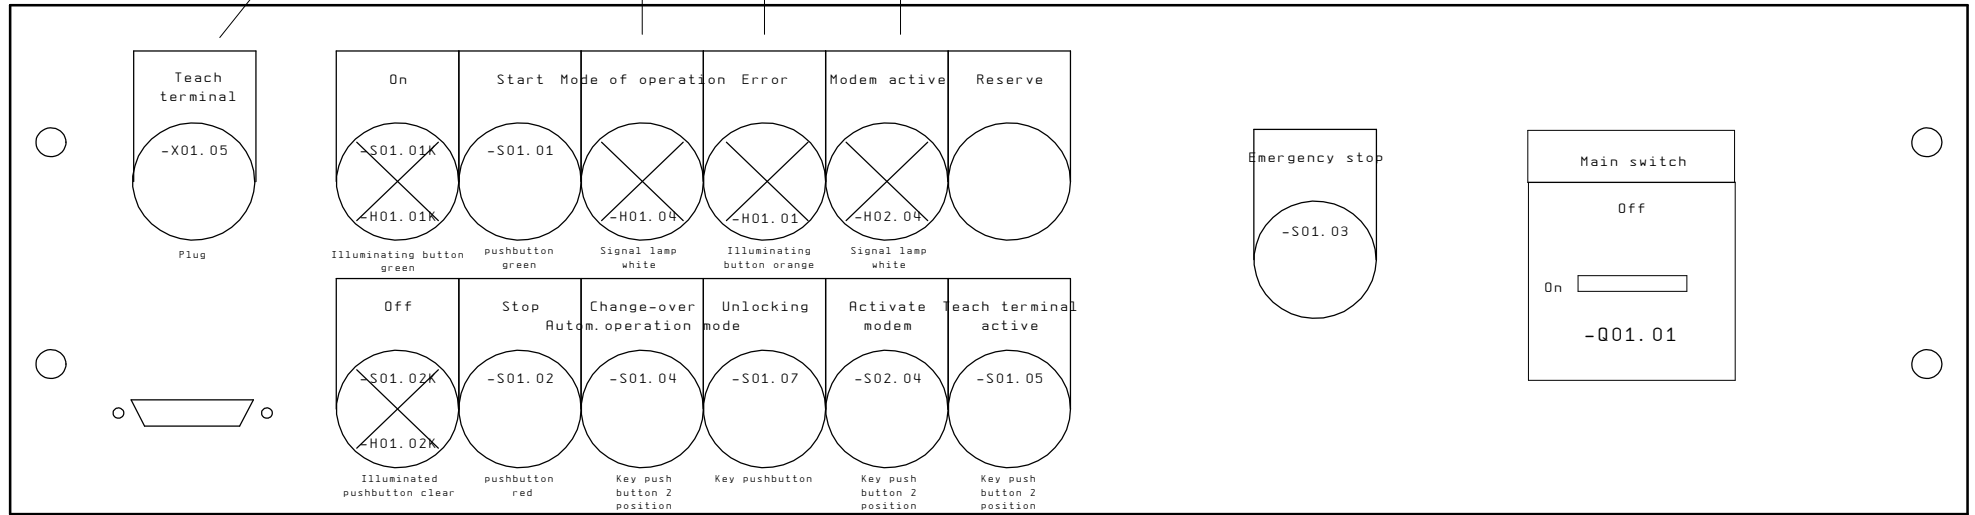 Teach
terminal
-X01.05
Plug
On
-S01.01K
-H01.01K
Illuminating button
green
Start
-S01.01
pushbutton
green
Mode of operation
-H01.04
Signal lamp
white
Error
-H01.01
Illuminating
button orange
Modem active
-H02.04
Signal lamp
white
Reserve
Off
-S01.02K
-H01.02K
Illuminated
pushbutton clear
Stop
-S01.02
pushbutton
red
Change-over
Autom.operation mode
-S01.04
Key push
button 2
position
Unlocking
-S01.07
Key pushbutton
Activate
modem
-S02.04
Key push
button 2
position
Teach terminal
active
-S01.05
Key push
button 2
position
Emergency stop
-S01.03
Main switch
Off
On
-Q01.01